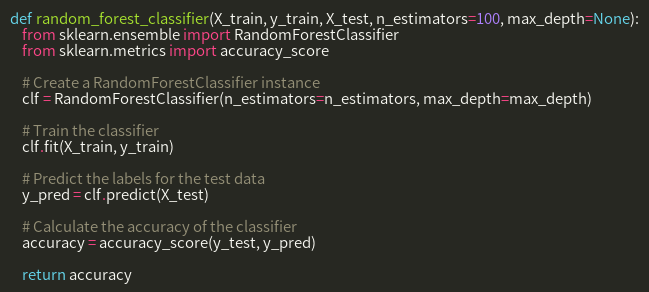 def random_forest_classifier(X_train, y_train, X_test, n_estimators=100, max_depth=None):
from sklearn.ensemble import RandomForestClassifier
from sklearn.metrics import accuracy_score
# Create a RandomForestClassifier instance
clf = RandomForestClassifier(n_estimators=n_estimators, max_depth=max_depth)
# Train the classifier
clf.fit(X_train, y_train)
# Predict the labels for the test data
y_pred = clf.predict(X_test)
# Calculate the accuracy of the classifier
accuracy = accuracy_score(y_test, y_pred)
return accuracy